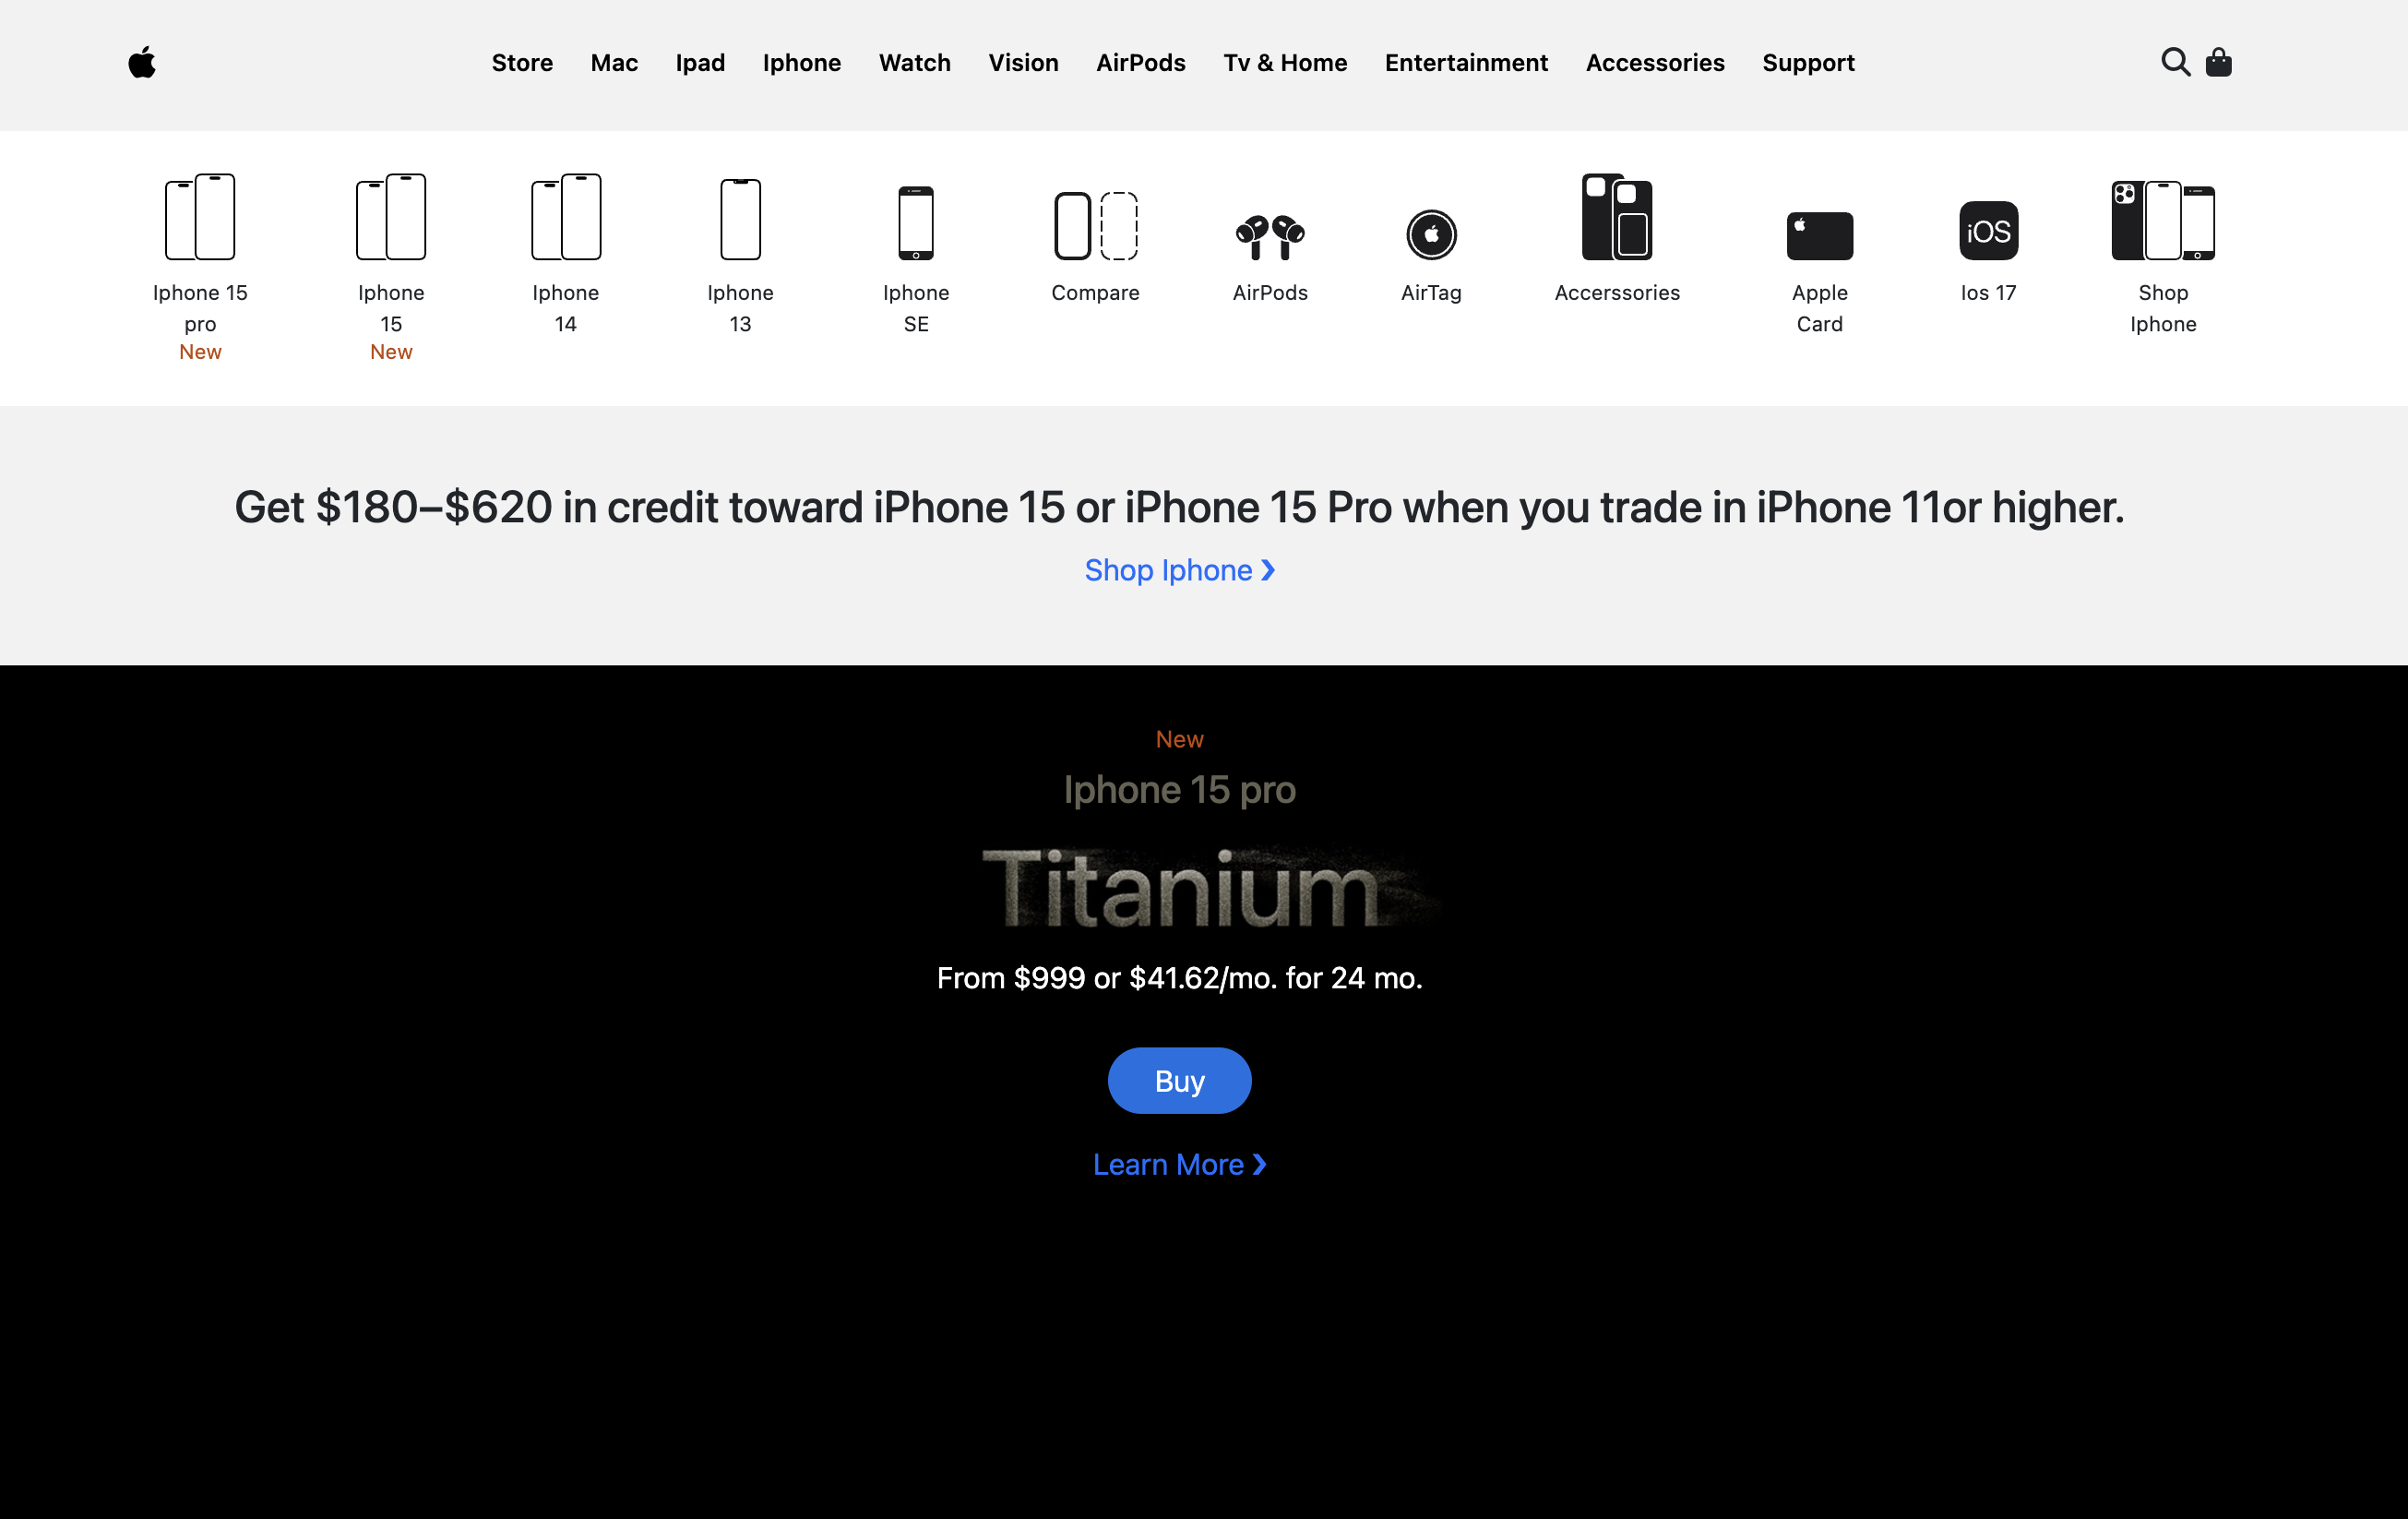 Store Mac Ipad Iphone Watch Vision AirPods Tv & Home Entertainment Accessories Support
Iphone 15
pro
New
Iphone
15
New
Iphone
14
Iphone
13
Iphone
SE
Compare
AirPods
AirTag
Accerssories
Apple
Card
iOS
Ios 17
Shop
Iphone
Get $180–$620 in credit toward iPhone 15 or iPhone 15 Pro when you trade in iPhone 11or higher.
Shop Iphone ❯
New
Iphone 15 pro
Titanium
From $999 or $41.62/mo. for 24 mo.
Buy
Learn More ❯